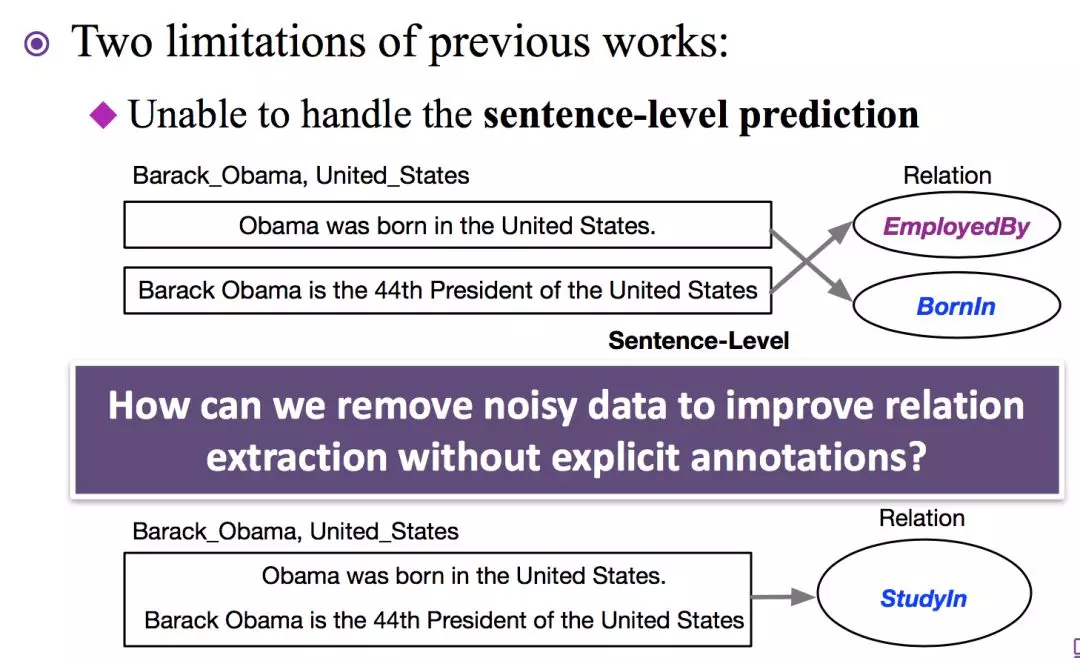 Two limitations of previous works:
Unable to handle the sentence-level prediction
Barack_Obama, United_States
Relation
Obama was born in the United States.
EmployedBy
Barack Obama is the 44th President of the United States
BornIn
Sentence-Level
How can we remove noisy data to improve relation
extraction without explicit annotations?
Barack_Obama, United_States
Relation
Obama was born in the United States.
StudyIn
Barack Obama is the 44th President of the United States